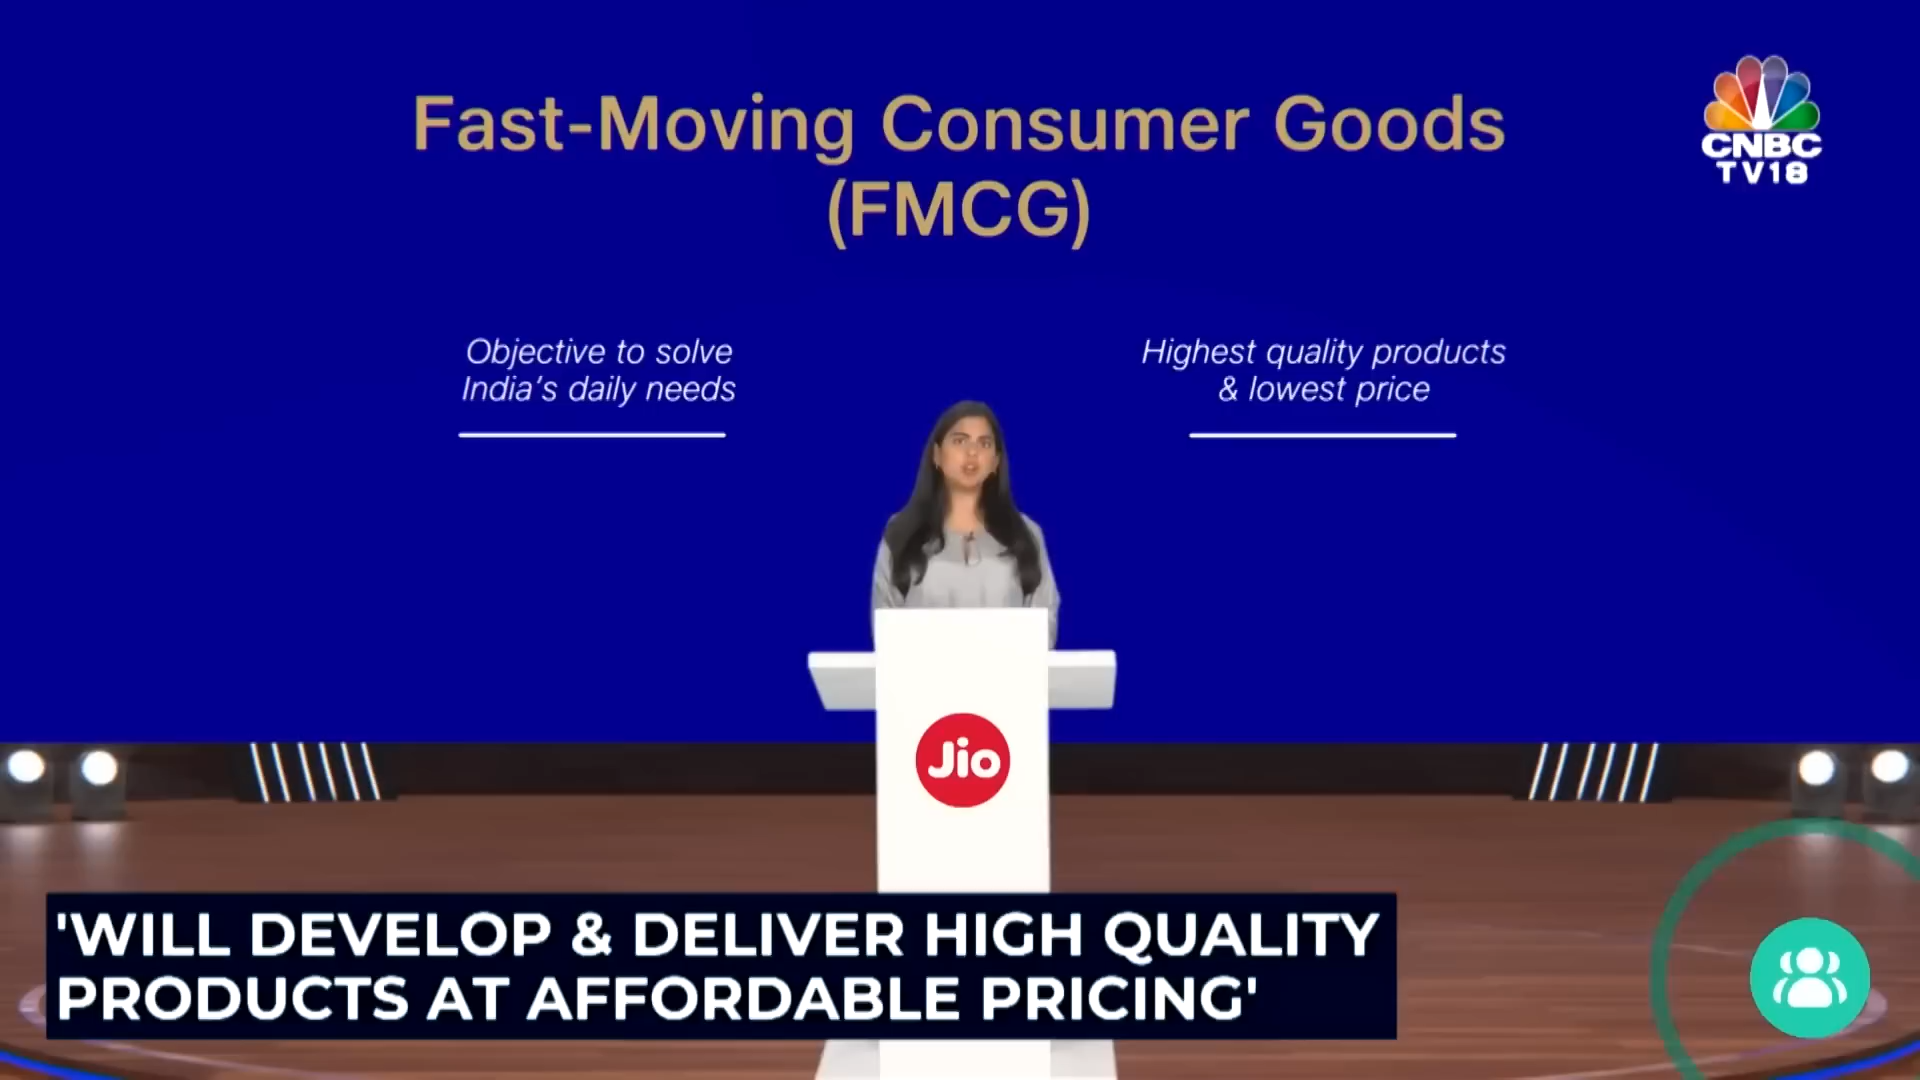 Fast-Moving Consumer Goods
(FMCG)
CNBC
TV18
Objective to solve
India's daily needs
Highest quality products
& lowest price
Jio
'WILL DEVELOP & DELIVER HIGH QUALITY
PRODUCTS AT AFFORDABLE PRICING'